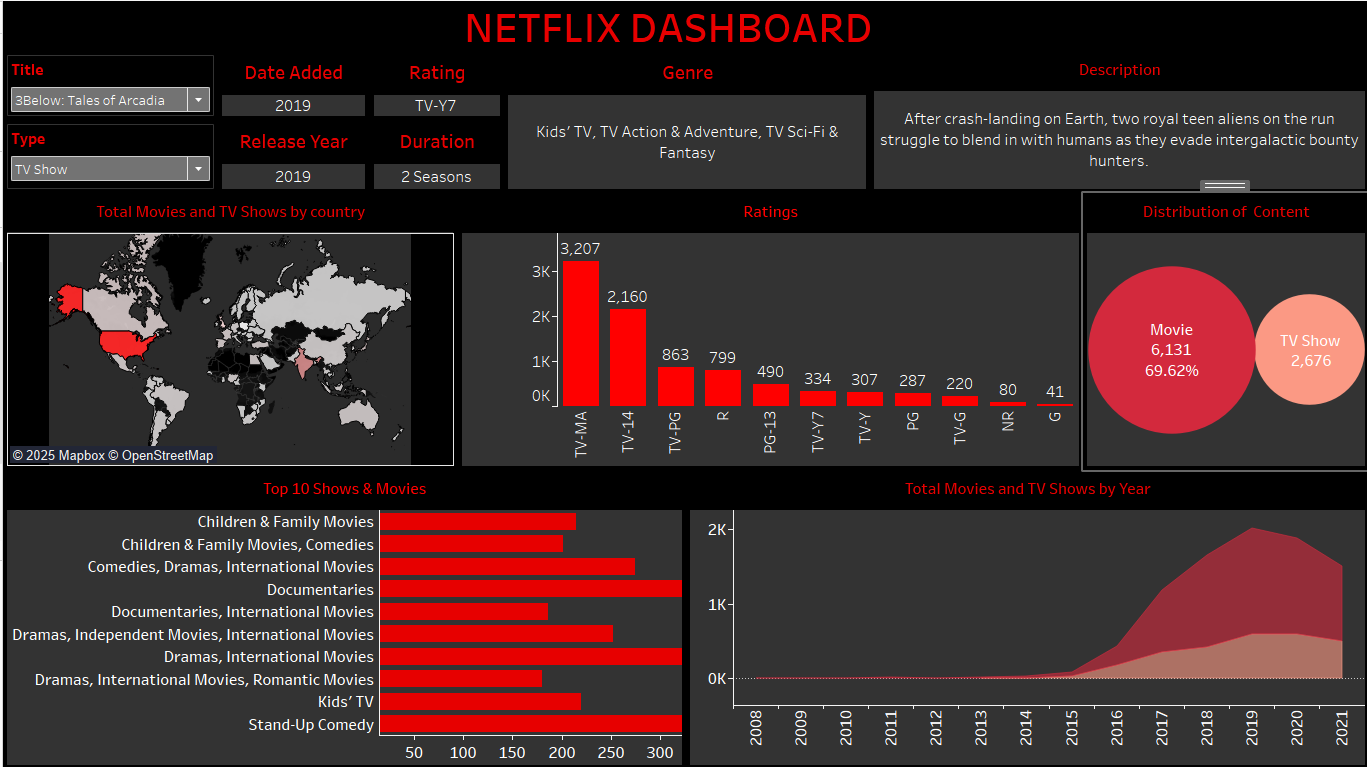 NETFLIX DASHBOARD
Title
3Below: Tales of Arcadia
Type
TV Show
Date Added
2019
Release Year
2019
Rating
TV-Y7
Duration
2 Seasons
Genre
Kids' TV, TV Action & Adventure, TV Sci-Fi &
Fantasy
Description
After crash-landing on Earth, two royal teen aliens on the run
struggle to blend in with humans as they evade intergalactic bounty
hunters.
Total Movies and TV Shows by country
© 2025 Mapbox © OpenStreetMap
Ratings
3K
2K
1K
0K
3,207
2,160
863
799
490
334
307
287
220
80
41
TV-MA
TV-14
TV-PG
R
PG-13
TV-Y7
TV-Y
PG
TV-G
NR
G
Distribution of Content
Movie
6,131
69.62%
TV Show
2,676
Top 10 Shows & Movies
Children & Family Movies
Children & Family Movies, Comedies
Comedies, Dramas, International Movies
Documentaries
Documentaries, International Movies
Dramas, Independent Movies, International Movies
Dramas, International Movies
Dramas, International Movies, Romantic Movies
Kids' TV
Stand-Up Comedy
50 100 150 200 250 300
Total Movies and TV Shows by Year
2K
1K
0K
2008
2009
2010
2011
2012
2013
2014
2015
2016
2017
2018
2019
2020
2021